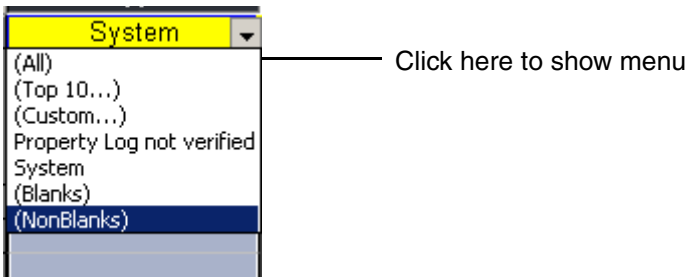 System
Click here to show menu
(All)
(Top 10...)
(Custom...)
Property Log not verified
System
(Blanks)
(NonBlanks)